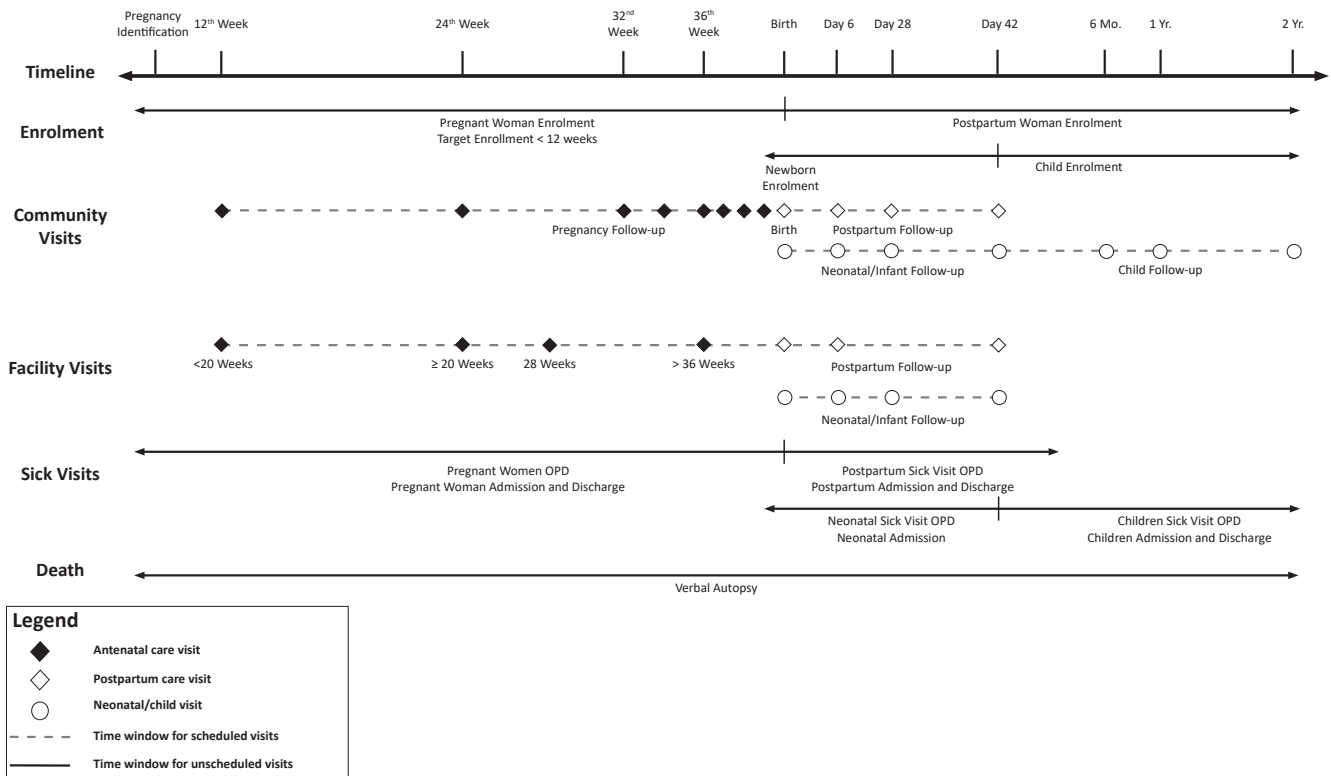 Pregnancy
Identification
12th Week
24th Week
32nd
Week
36th
Week
Birth
Day 6
Day 28
Day 42
6 Mo.
1 Yr.
2 Yr.
Timeline
Enrolment
Pregnant Woman Enrolment
Target Enrollment < 12 weeks
Postpartum Woman Enrolment
Newborn
Enrolment
Child Enrolment
Community
Visits
Pregnancy Follow-up
Birth
Postpartum Follow-up
Neonatal/Infant Follow-up
Child Follow-up
Facility Visits
<20 Weeks
≥ 20 Weeks
28 Weeks
> 36 Weeks
Postpartum Follow-up
Neonatal/Infant Follow-up
Sick Visits
Pregnant Women OPD
Pregnant Woman Admission and Discharge
Postpartum Sick Visit OPD
Postpartum Admission and Discharge
Neonatal Sick Visit OPD
Neonatal Admission
Children Sick Visit OPD
Children Admission and Discharge
Death
Verbal Autopsy
Legend
Antenatal care visit
Postpartum care visit
Neonatal/child visit
Time window for scheduled visits
Time window for unscheduled visits